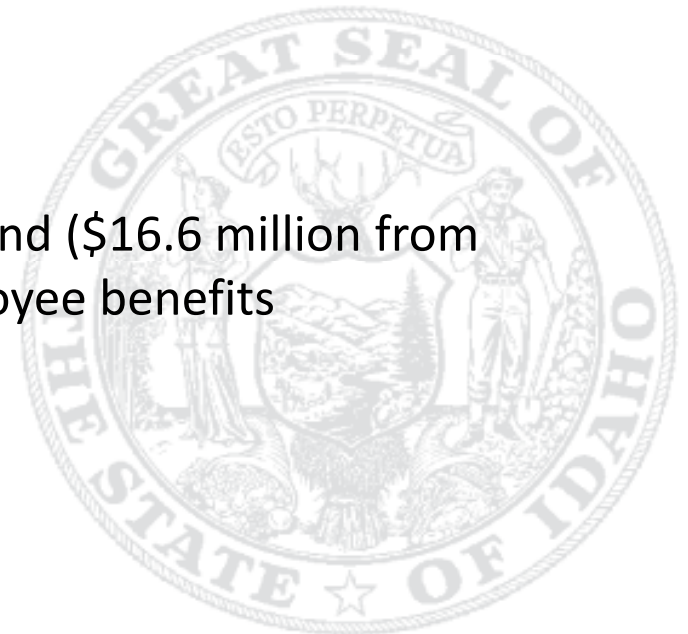 GREAT SEAL OF
ESTO PERPETUA
nd ($16.6 million from
oyee benefits
THE STATE OF IDAHO